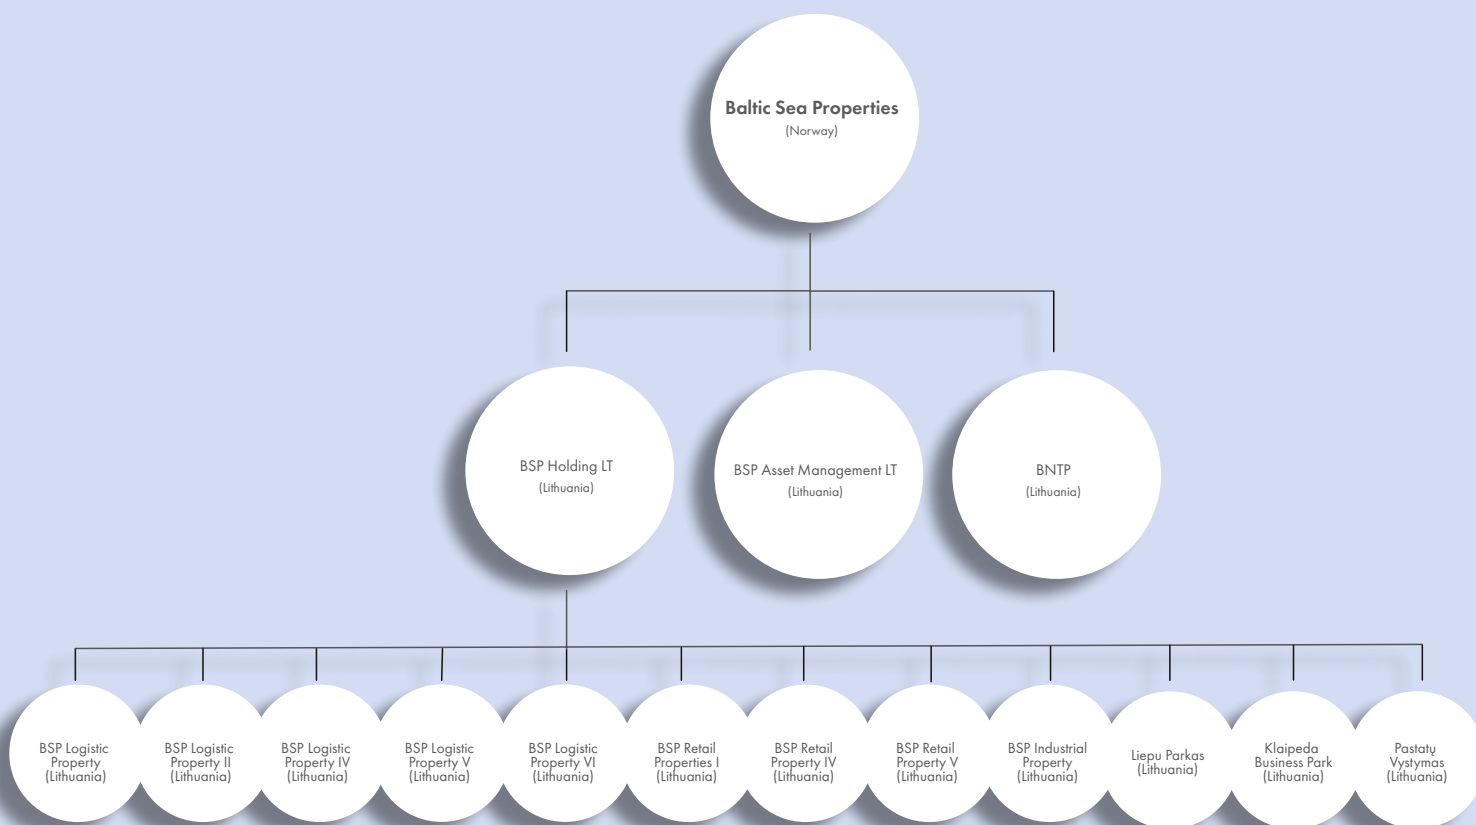 Baltic Sea Properties
(Norway)
BSP Holding LT
(Lithuania)
BSP Asset Management LT
(Lithuania)
BNTP
(Lithuania)
BSP Logistic
Property
(Lithuania)
BSP Logistic
Property II
(Lithuania)
BSP Logistic
Property IV
(Lithuania)
BSP Logistic
Property V
(Lithuania)
BSP Logistic
Property VI
(Lithuania)
BSP Retail
Properties I
(Lithuania)
BSP Retail
Property IV
(Lithuania)
BSP Retail
Property V
(Lithuania)
BSP Industrial
Property
(Lithuania)
Liepu Parkas
(Lithuania)
Klaipeda
Business Park
(Lithuania)
Pastatų
Vystymas
(Lithuania)